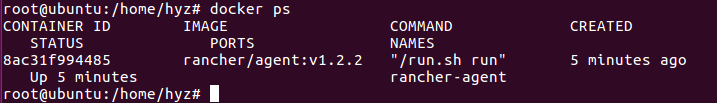 root@ubuntu:/home/hyz# docker ps
CONTAINER ID        IMAGE                  COMMAND             CREATED
   STATUS              PORTS               NAMES
8ac31f994485        rancher/agent:v1.2.2   "/run.sh run"       5 minutes ago
   Up 5 minutes                            rancher-agent
root@ubuntu:/home/hyz#